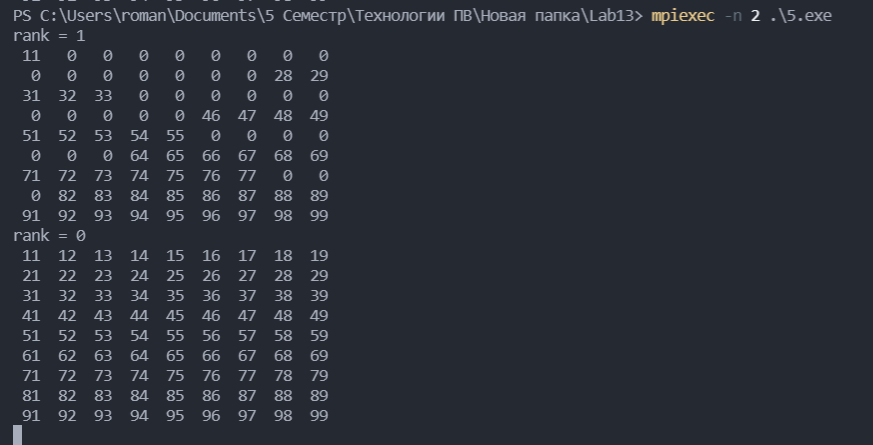 PS C:\Users\roman\Documents\5 Семестр\Технологии ПВ\Новая папка\Lab13> mpiexec -n 2 .\5.exe
rank = 1
11 0 0 0 0 0 0 0 0
0 0 0 0 0 0 0 28 29
31 32 33 0 0 0 0 0 0
0 0 0 0 0 46 47 48 49
51 52 53 54 55 0 0 0 0
0 0 0 64 65 66 67 68 69
71 72 73 74 75 76 77 0 0
0 82 83 84 85 86 87 88 89
91 92 93 94 95 96 97 98 99
rank = 0
11 12 13 14 15 16 17 18 19
21 22 23 24 25 26 27 28 29
31 32 33 34 35 36 37 38 39
41 42 43 44 45 46 47 48 49
51 52 53 54 55 56 57 58 59
61 62 63 64 65 66 67 68 69
71 72 73 74 75 76 77 78 79
81 82 83 84 85 86 87 88 89
91 92 93 94 95 96 97 98 99